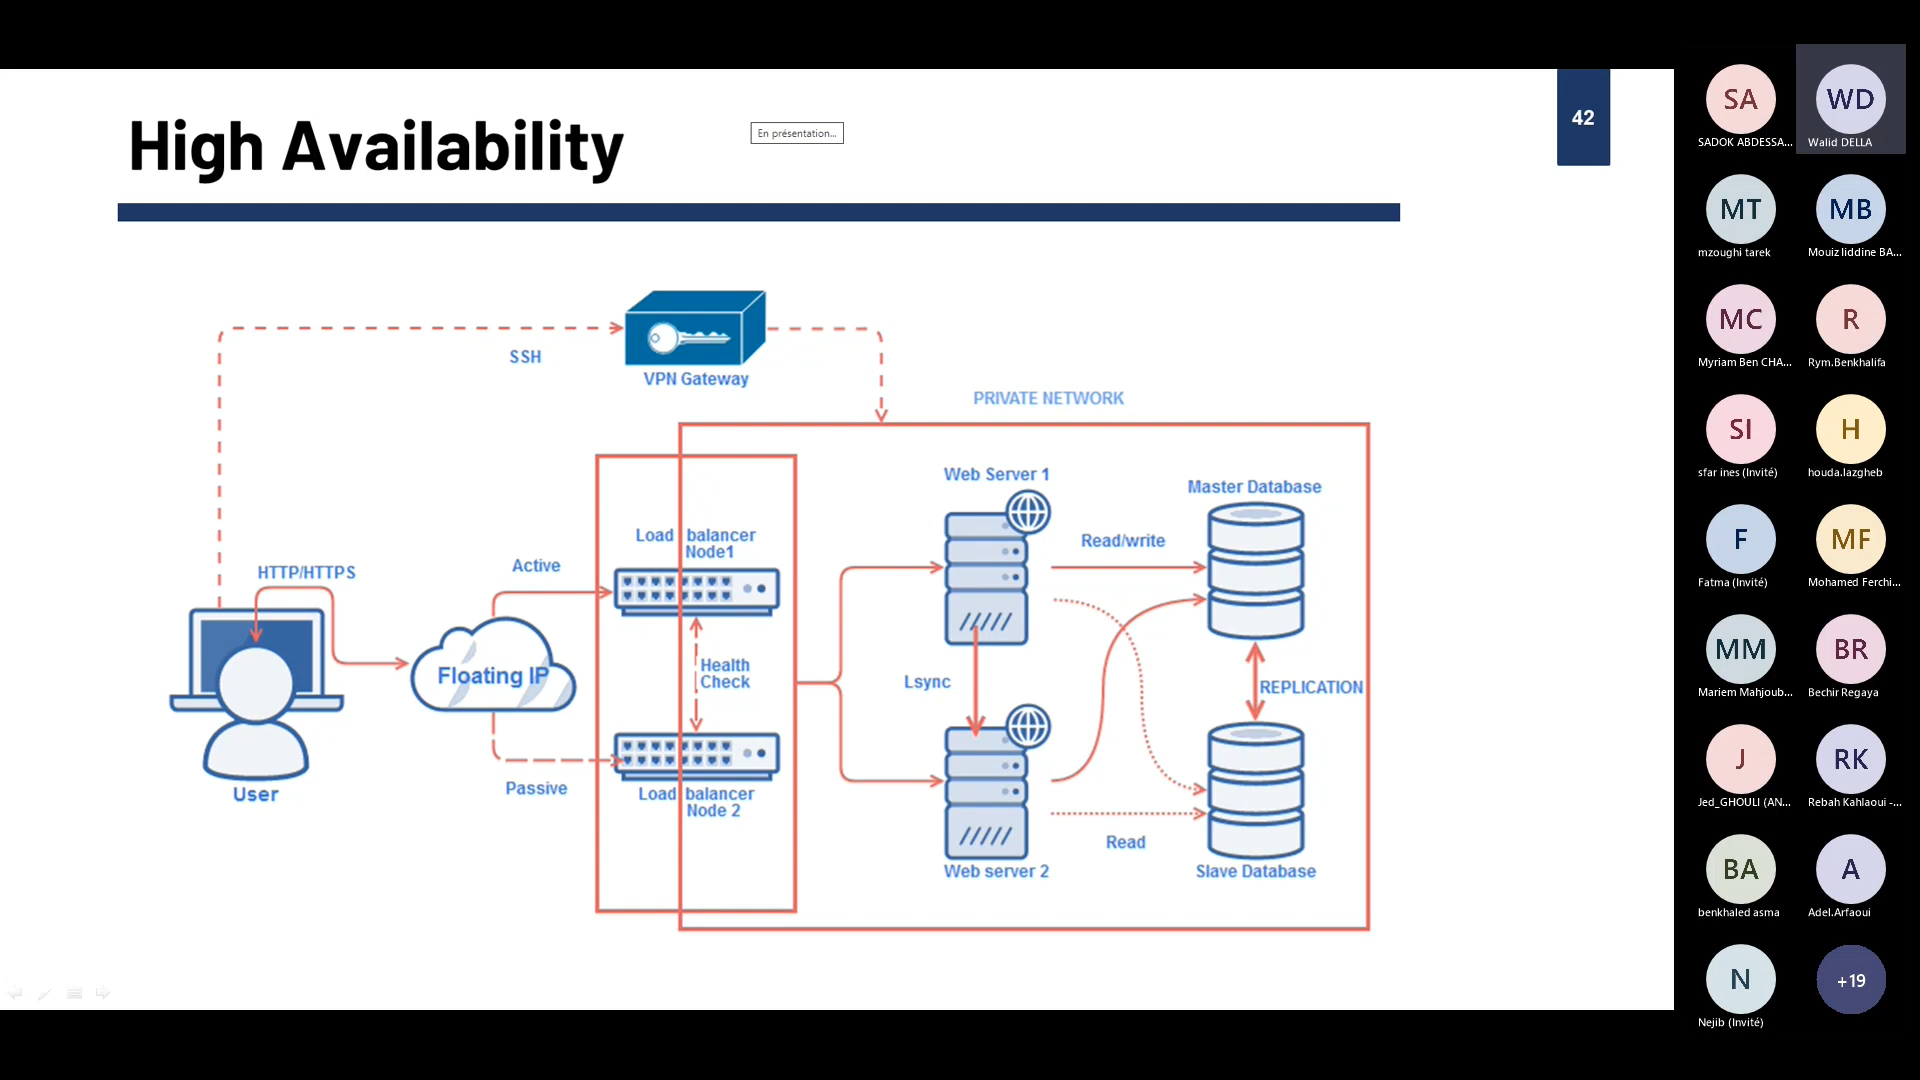 High Availability
En présentation...
42
SSH
VPN Gateway
PRIVATE NETWORK
Web Server 1
Master Database
Load balancer
Node1
Read/write
Active
HTTP/HTTPS
Floating IP
Health
Check
Lsync
REPLICATION
Passive
Load balancer
Node 2
User
Read
Web server 2
Slave Database
SA
SADOK ABDESSA...
WD
Walid DELLA
MT
mzoughi tarek
MB
Mouiz liddine BA...
MC
Myriam Ben CHA...
R
Rym.Benkhalifa
SI
sfar ines (Invité)
H
houda.lazgheb
F
Fatma (Invité)
MF
Mohamed Ferchi...
MM
Mariem Mahjoub...
BR
Bechir Regaya
J
Jed_GHOULI (AN...
RK
Rebah Kahlaoui -...
BA
benkhaled asma
A
Adel.Arfaoui
N
Nejib (Invité)
+19